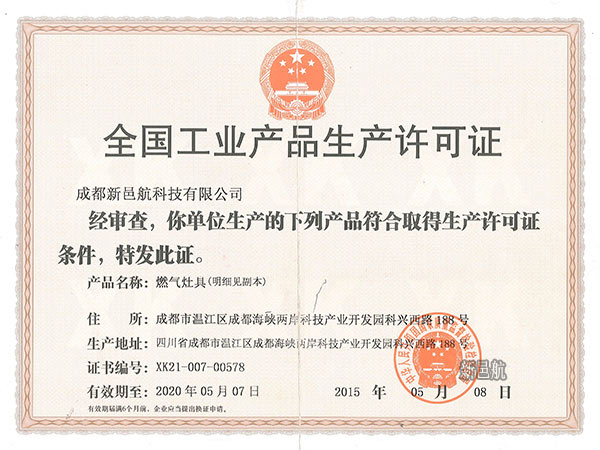 全国工业产品生产许可证
成都新邑航科技有限公司
经审查，你单位生产的下列产品符合取得生产许可证
条件，特发此证。
产品名称：燃气灶具(明细见副本)
住 所：成都市温江区成都海峡两岸科技产业开发园科兴西路188号
生产地址：四川省成都市温江区成都海峡两岸科技产业开发园科兴西路188号
证书编号：XK21-007-00578
有效期至：2020年05月07日
2015 年 05 月 08 日
有效期届满6个月前，企业应当提出换证申请。
新邑航